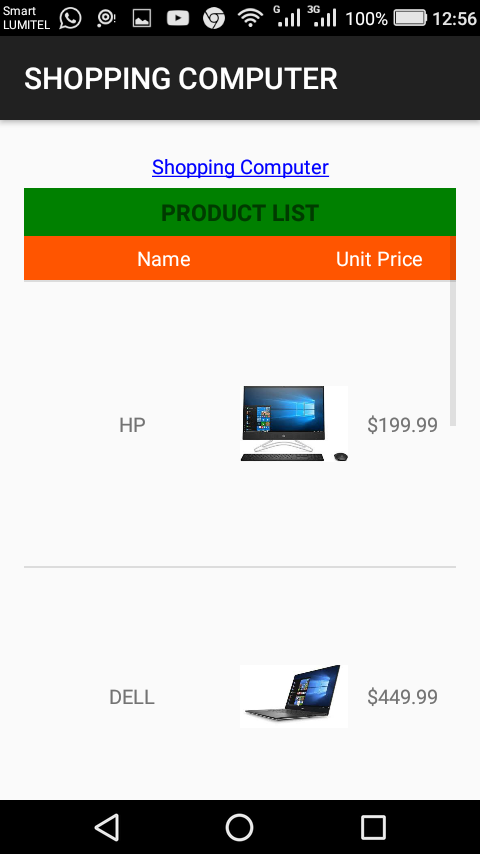 Smart
LUMITEL
G 3G 100% 12:56
SHOPPING COMPUTER
Shopping Computer
PRODUCT LIST
Name Unit Price
HP $199.99
DELL $449.99